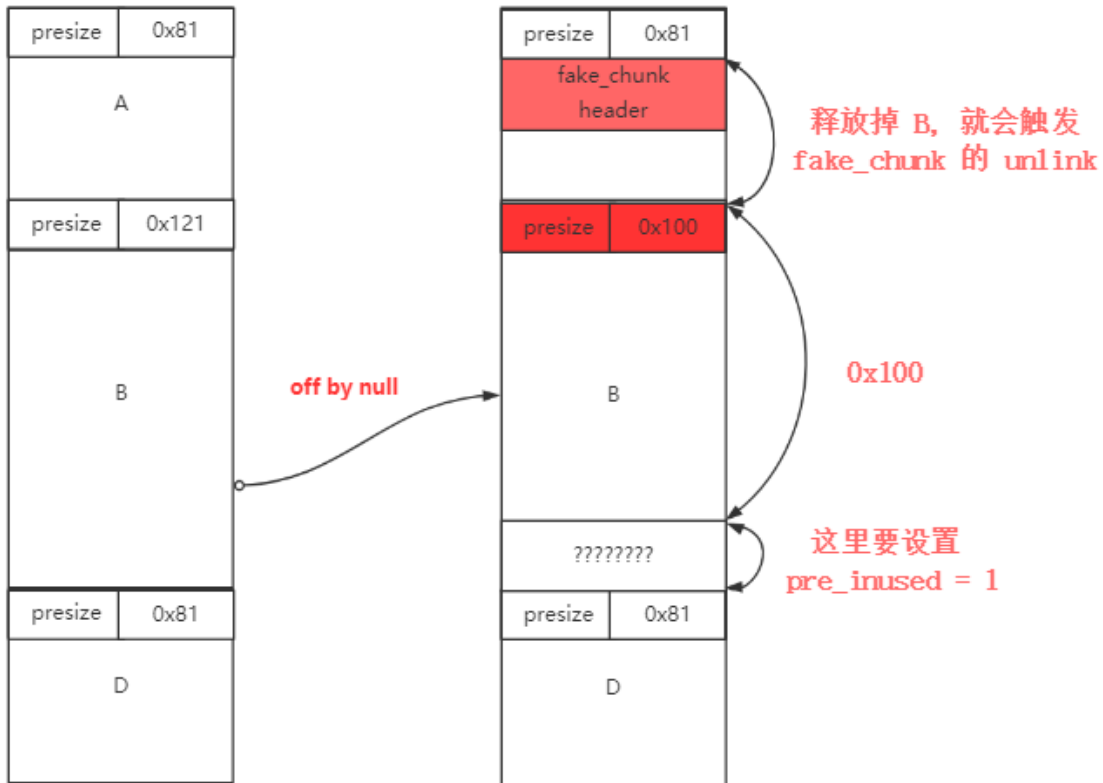 presize 0x81
A
presize 0x121
B
presize 0x81
D
off by null
presize 0x81
fake_chunk
header
presize 0x100
B
????????
presize 0x81
D
释放掉 B, 就会触发
fake_chunk 的 unlink
0x100
这里要设置
pre_inused = 1